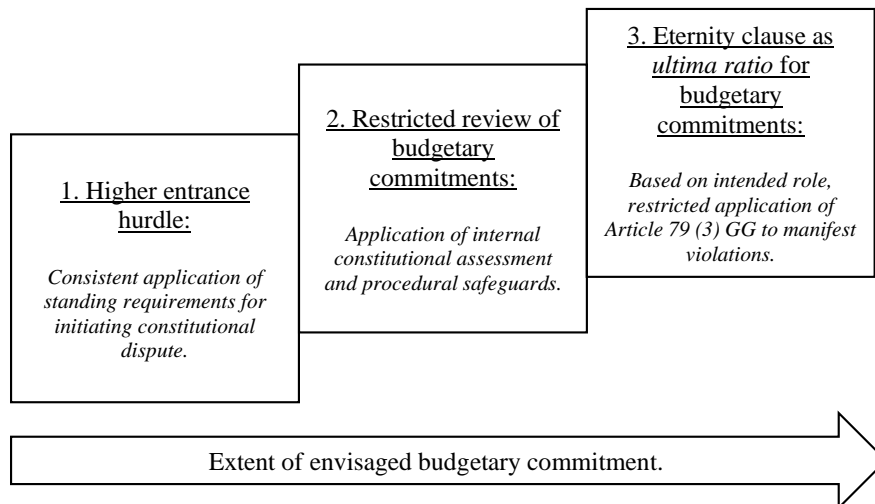 1. Higher entrance
hurdle:
Consistent application of
standing requirements for
initiating constitutional
dispute.
2. Restricted review of
budgetary
commitments:
Application of internal
constitutional assessment
and procedural safeguards.
3. Eternity clause as
ultima ratio for
budgetary
commitments:
Based on intended role,
restricted application of
Article 79 (3) GG to manifest
violations.
Extent of envisaged budgetary commitment.